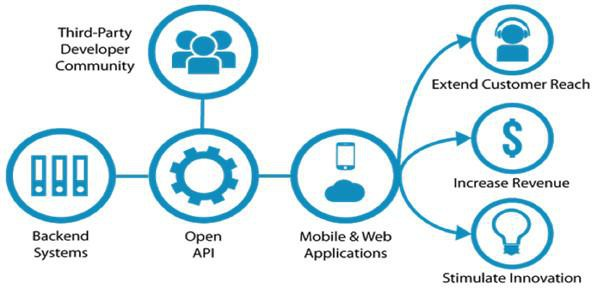 Third-Party
Developer
Community
Extend Customer Reach
$
Increase Revenue
Backend
Systems
Open
API
Mobile & Web
Applications
Stimulate Innovation